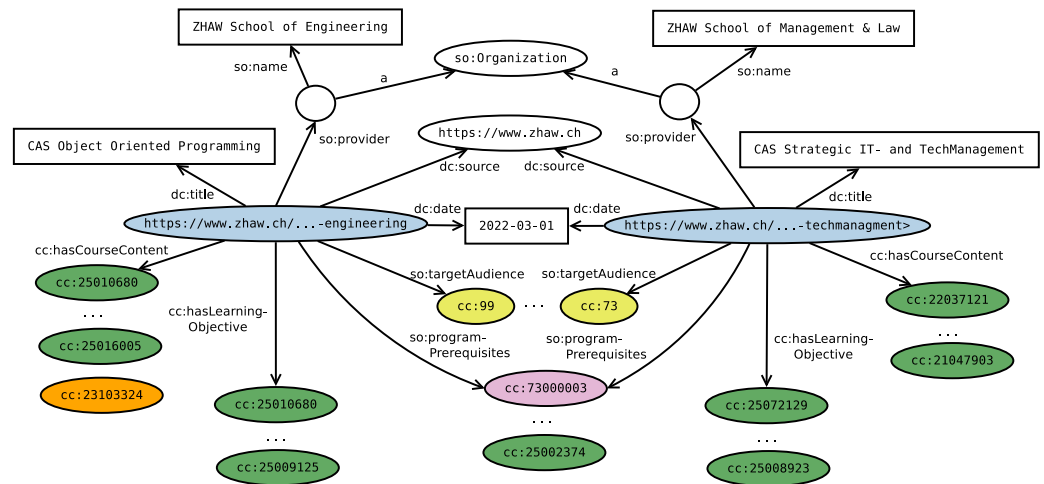 ZHAW School of Engineering
ZHAW School of Management & Law
so:Organization
so:name
a
a
so:name
https://www.zhaw.ch
so:provider
so:provider
CAS Object Oriented Programming
CAS Strategic IT- and TechManagement
dc:source
dc:source
dc:title
dc:title
https://www.zhaw.ch/...-engineering
dc:date
2022-03-01
dc:date
https://www.zhaw.ch/...-techmanagment>
cc:hasCourseContent
cc:hasCourseContent
so:targetAudience
so:targetAudience
cc:25010680
cc:99
...
cc:73
cc:22037121
...
cc:hasLearning-
Objective
...
cc:25016005
so:program-
Prerequisites
so:program-
Prerequisites
cc:hasLearning-
Objective
cc:21047903
cc:23103324
cc:73000003
cc:25010680
cc:25072129
...
...
...
cc:25009125
cc:25002374
cc:25008923